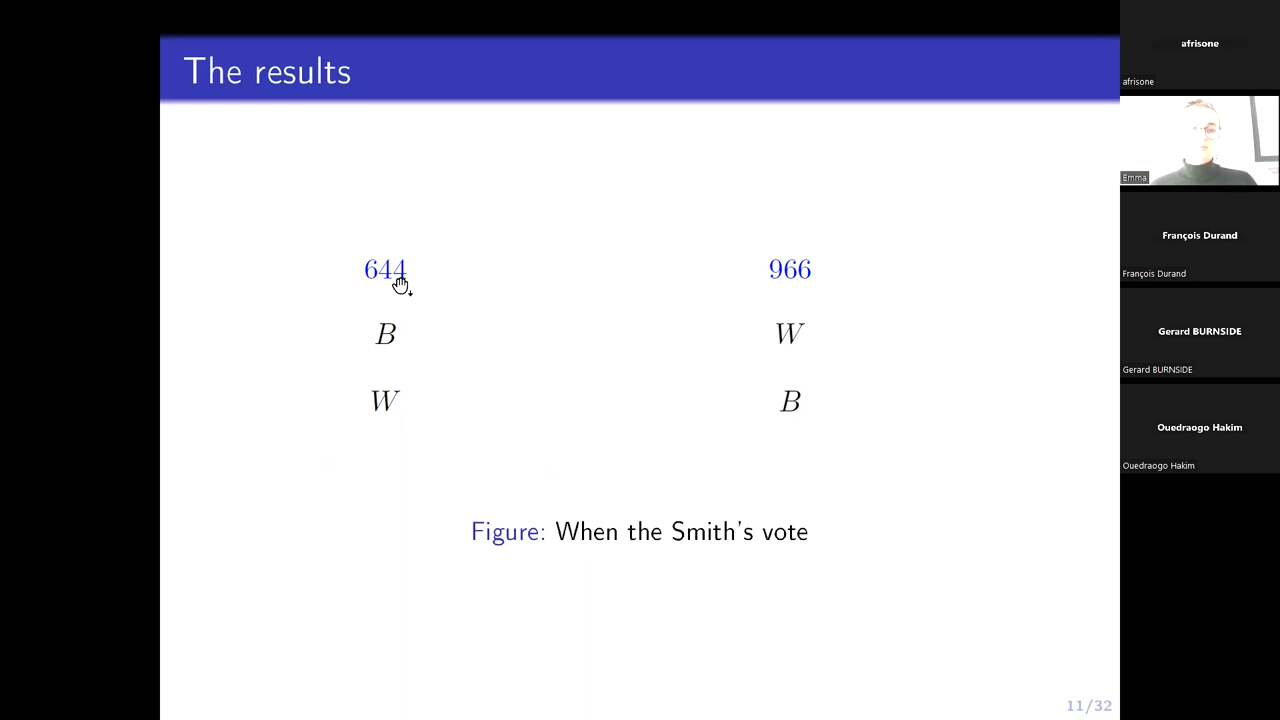 The results
644
966
B
W
W
B
Figure: When the Smith's vote
11/32
afrisone
afrisone
Emma
François Durand
François Durand
Gerard BURNSIDE
Gerard BURNSIDE
Ouedraogo Hakim
Ouedraogo Hakim